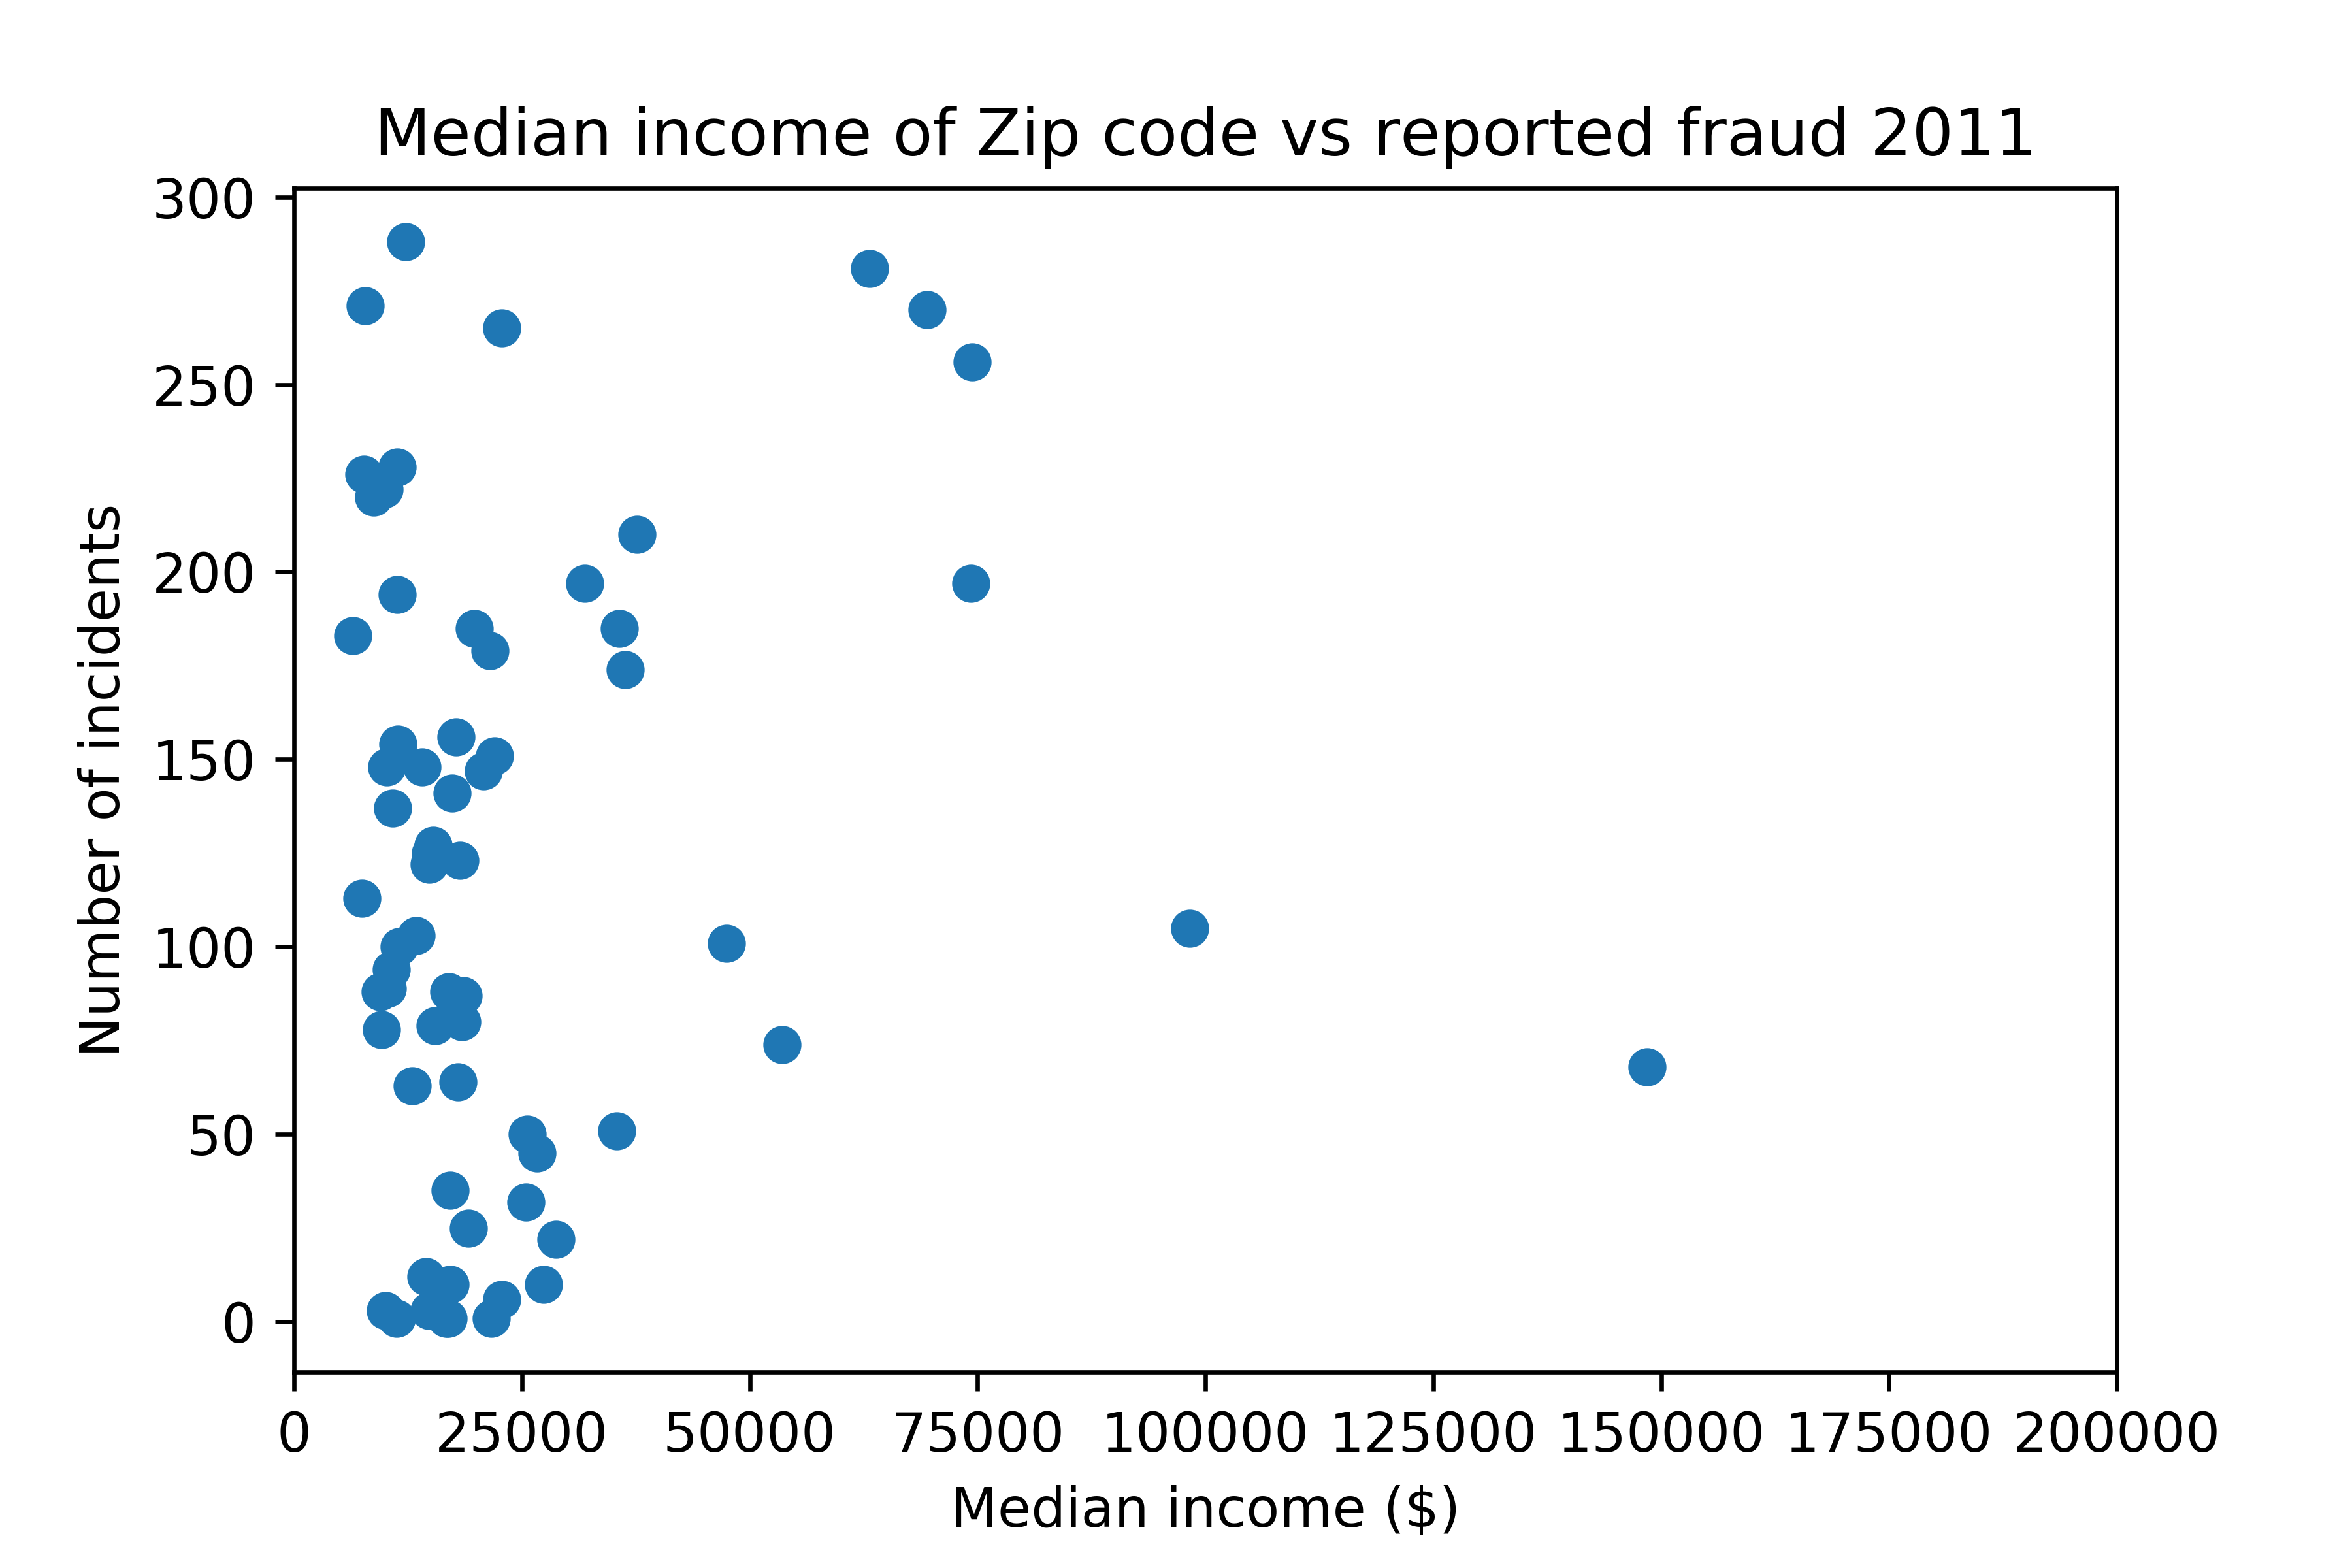 Median income of Zip code vs reported fraud 2011
300
250
200
150
100
50
0
Number of incidents
0 25000 50000 75000 100000 125000 150000 175000 200000
Median income ($)